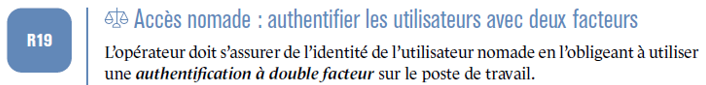 R19
Accès nomade : authentifier les utilisateurs avec deux facteurs
L’opérateur doit s’assurer de l’identité de l’utilisateur nomade en l’obligeant à utiliser
une authentification à double facteur sur le poste de travail.